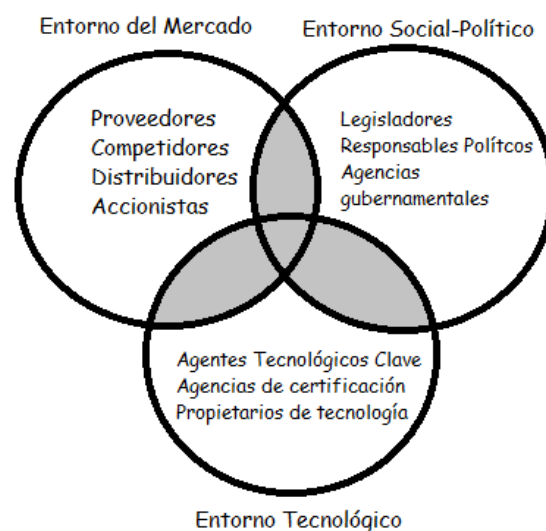 Entorno del Mercado
Entorno Social-Político
Proveedores
Competidores
Distribuidores
Accionistas
Legisladores
Responsables Polítcos
Agencias
gubernamentales
Agentes Tecnológicos Clave
Agencias de certificación
Propietarios de tecnología
Entorno Tecnológico